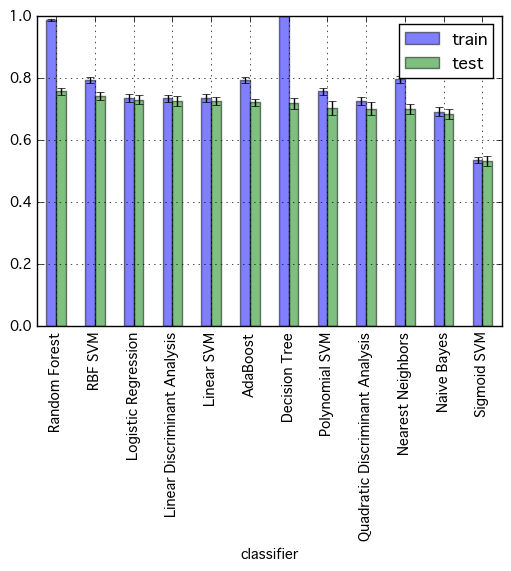 1.0
0.8
0.6
0.4
0.2
0.0
train
test
Random Forest
RBF SVM
Logistic Regression
Linear Discriminant Analysis
Linear SVM
AdaBoost
Decision Tree
Polynomial SVM
Quadratic Discriminant Analysis
Nearest Neighbors
Naive Bayes
Sigmoid SVM
classifier